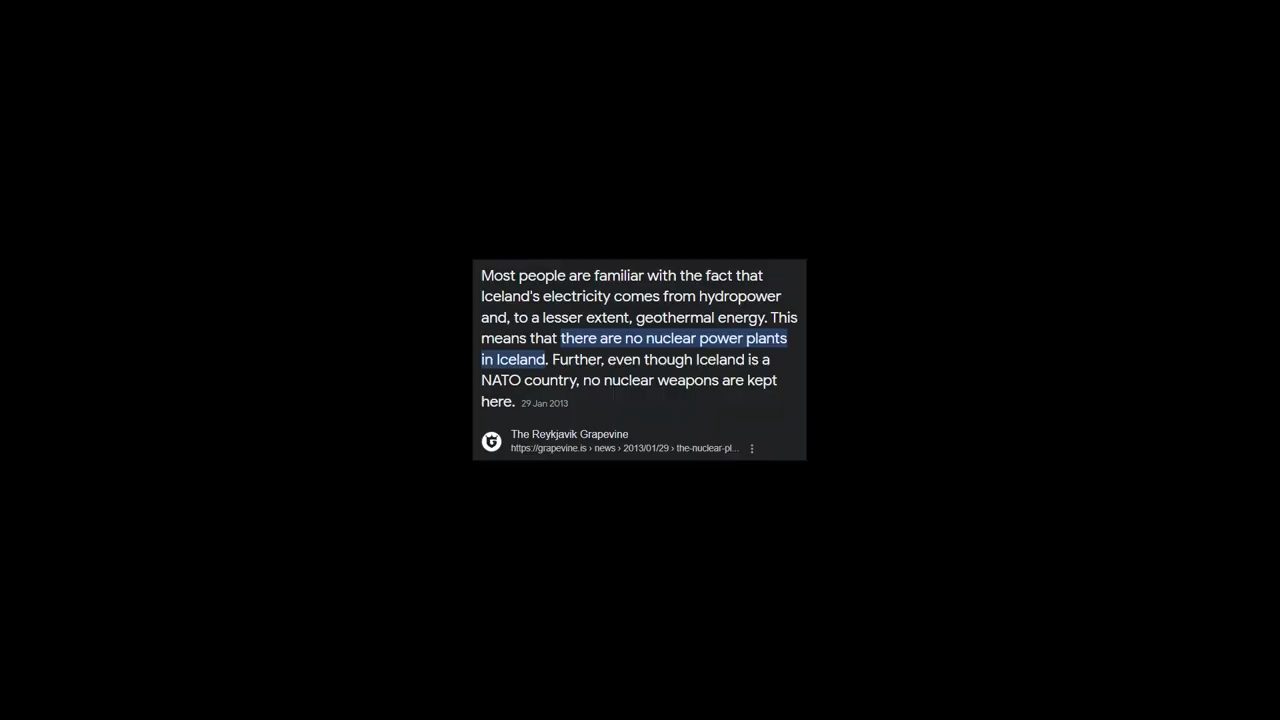 Most people are familiar with the fact that
Iceland's electricity comes from hydropower
and, to a lesser extent, geothermal energy. This
means that there are no nuclear power plants
in Iceland. Further, even though Iceland is a
NATO country, no nuclear weapons are kept
here. 29 Jan 2013
The Reykjavik Grapevine
https://grapevine.is › news › 2013/01/29 › the-nuclear-pl...